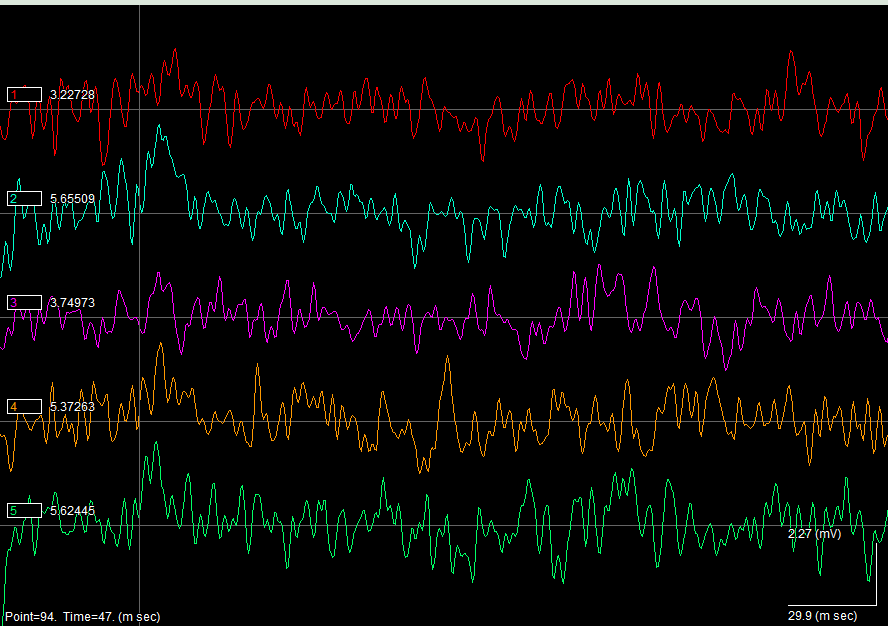 1 3.22728
2 5.65509
3 3.74973
4 5.37263
5 5.62445
2.27 (mV)
Point=94. Time=47. (m sec)
29.9 (m sec)